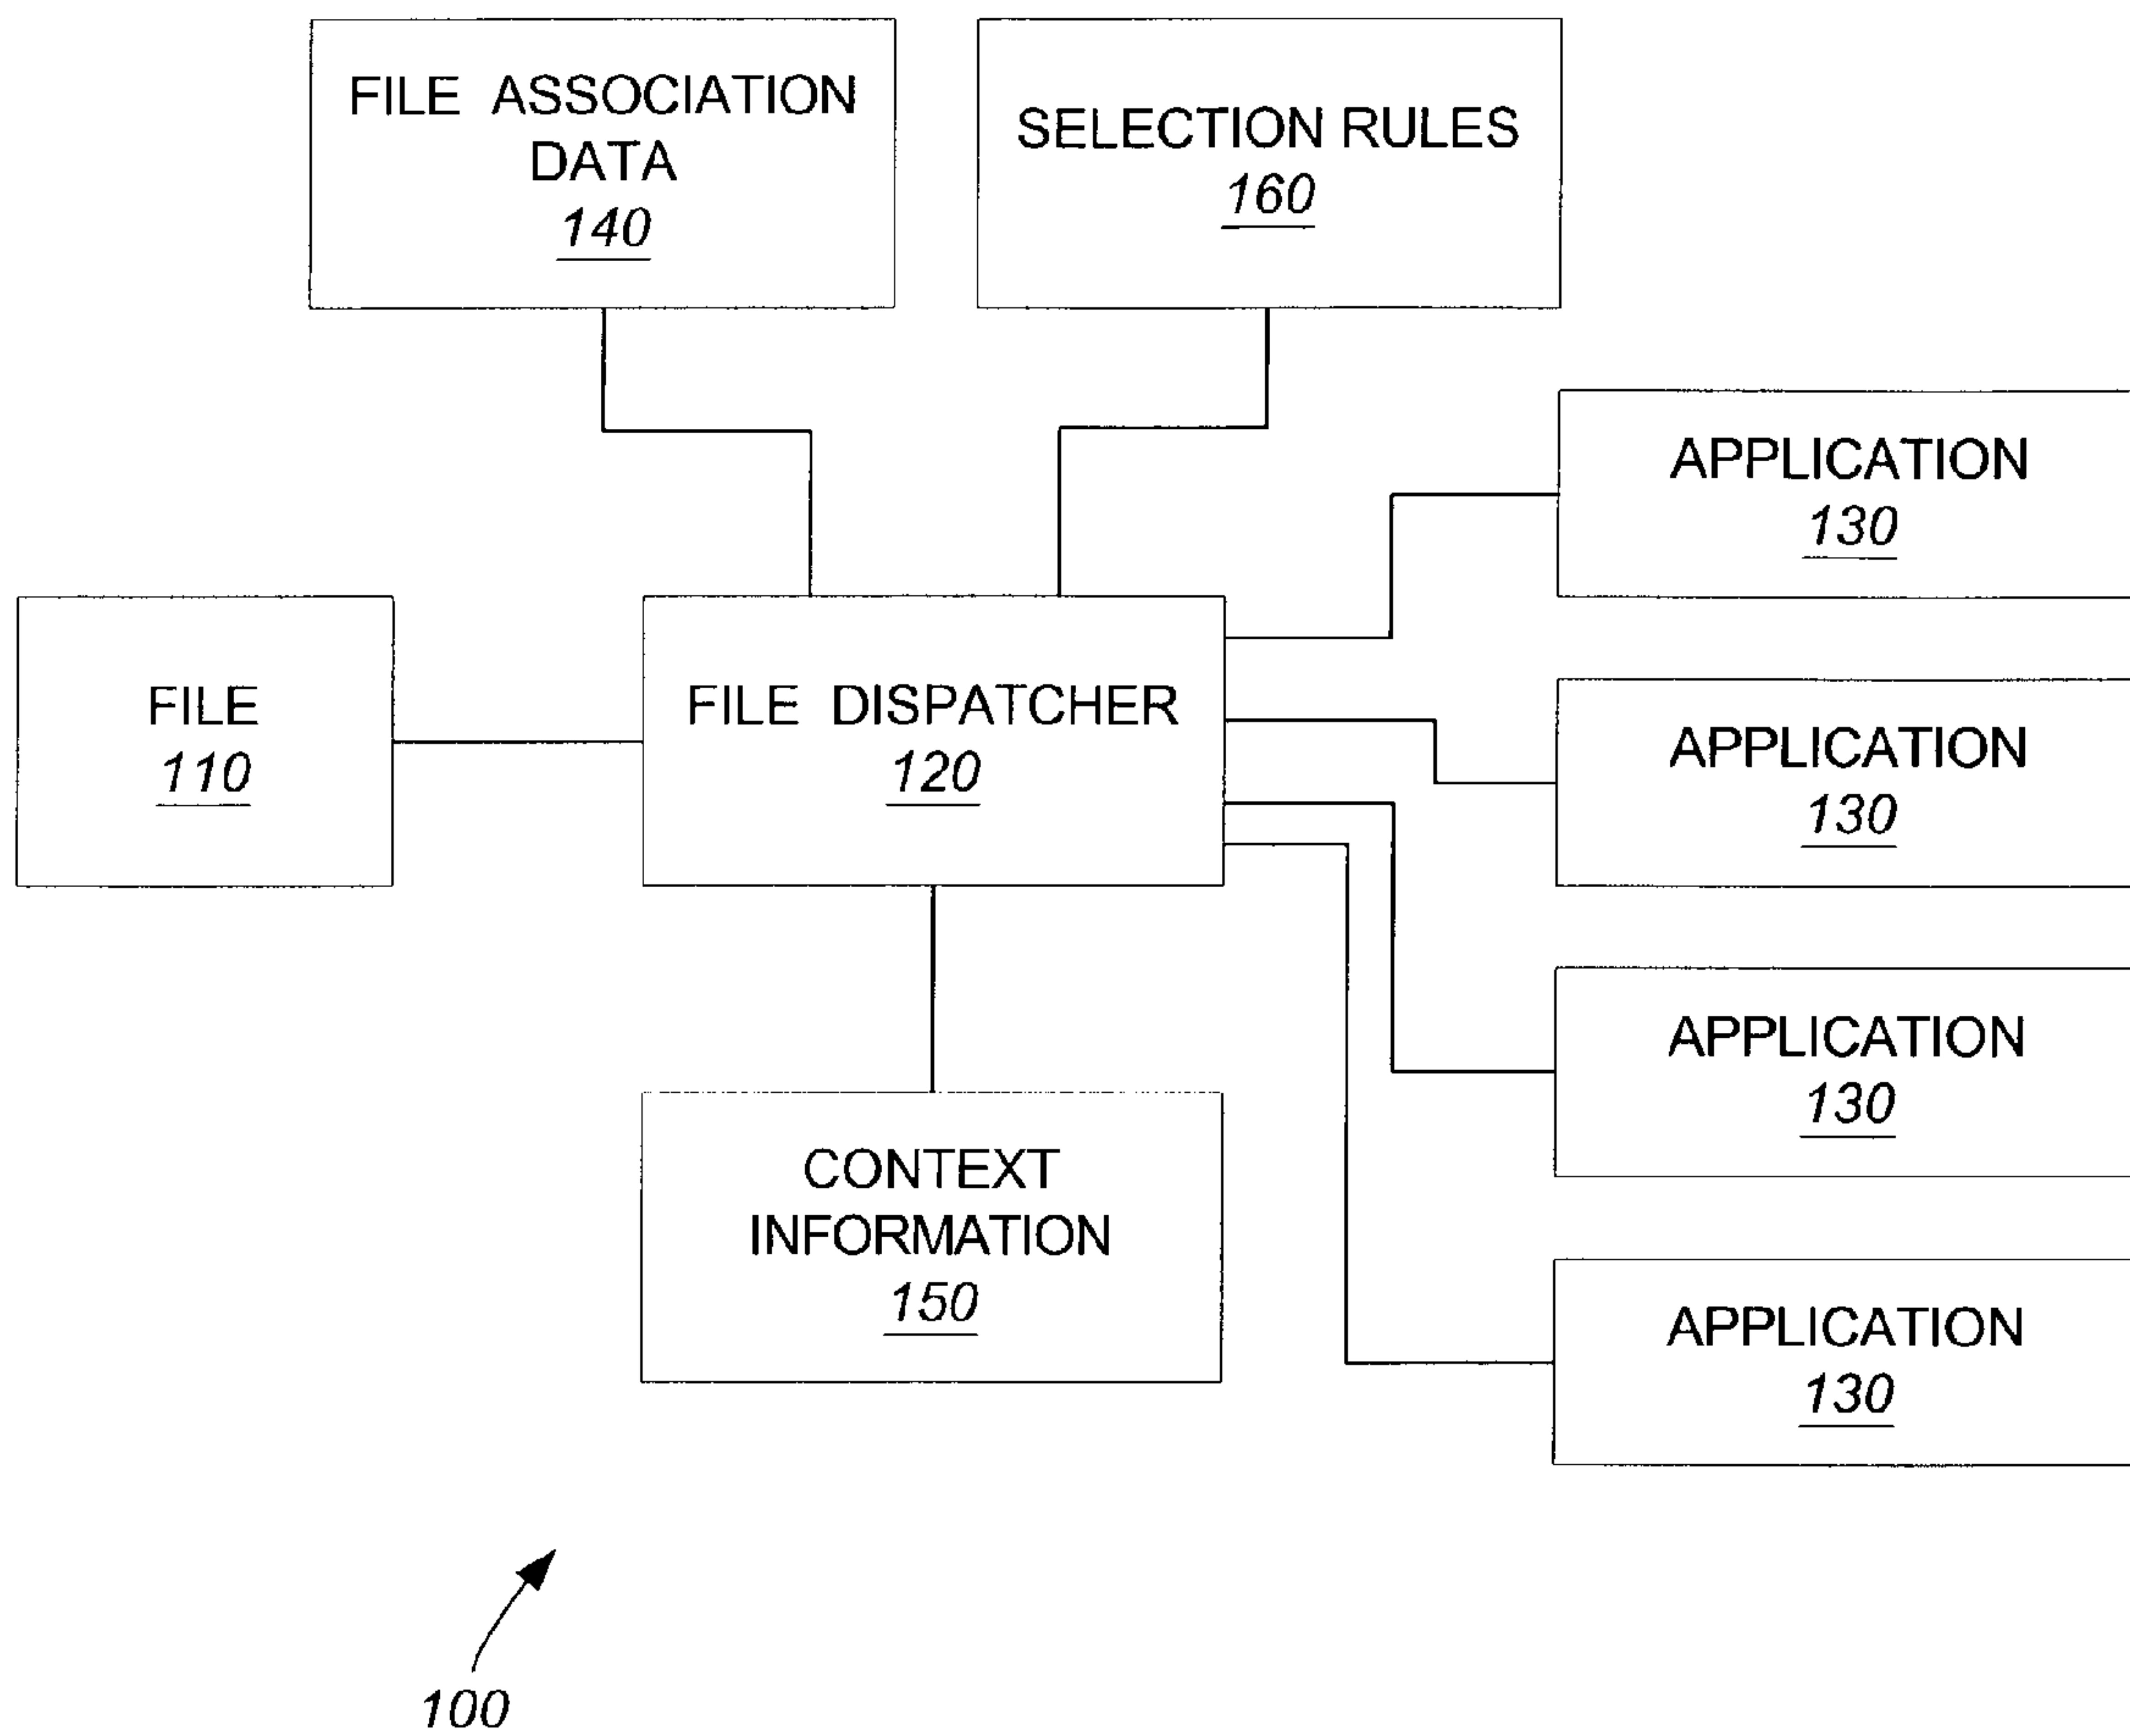 FILE ASSOCIATION
DATA
140
SELECTION RULES
160
APPLICATION
130
FILE
110
FILE DISPATCHER
120
APPLICATION
130
APPLICATION
130
CONTEXT
INFORMATION
150
APPLICATION
130
100